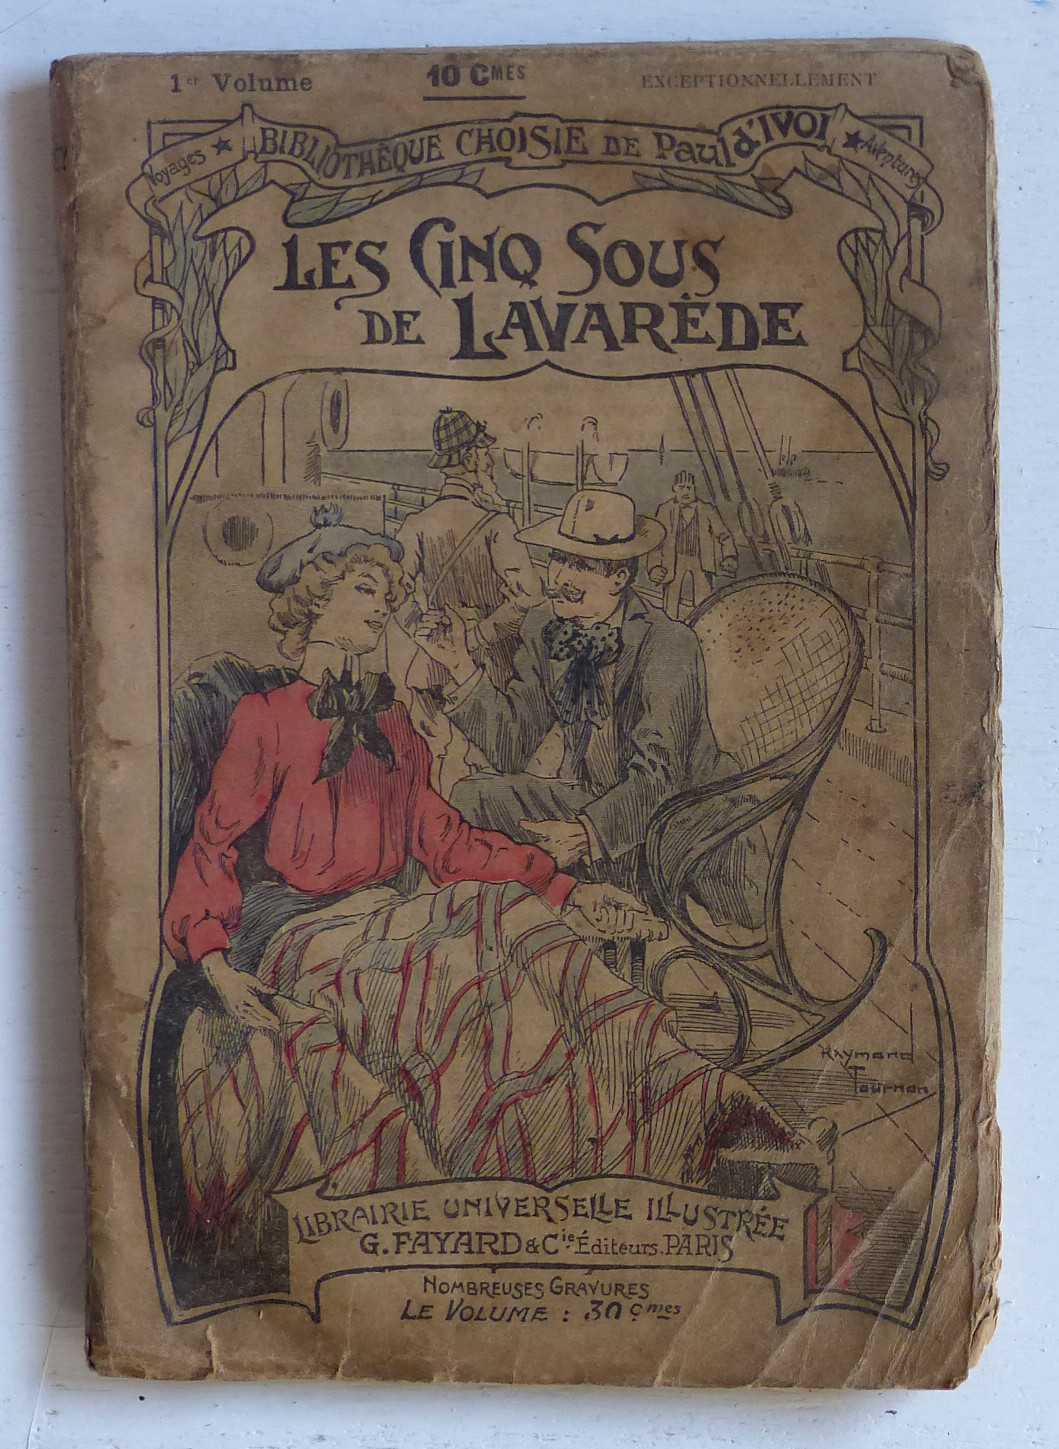 1er Volume
10 Cmes
EXCEPTIONNELLEMENT
Voyages ★ BIBLIOTHÈQUE CHOISIE DE Paul d'IVOI ★ Aventures
LES CINQ SOUS
DE LAVARÈDE
Raymond
Tournon
LIBRAIRIE UNIVERSELLE ILLUSTRÉE
G. FAYARD & Cie Éditeurs. PARIS
NOMBREUSES GRAVURES
LE VOLUME : 30 cmes